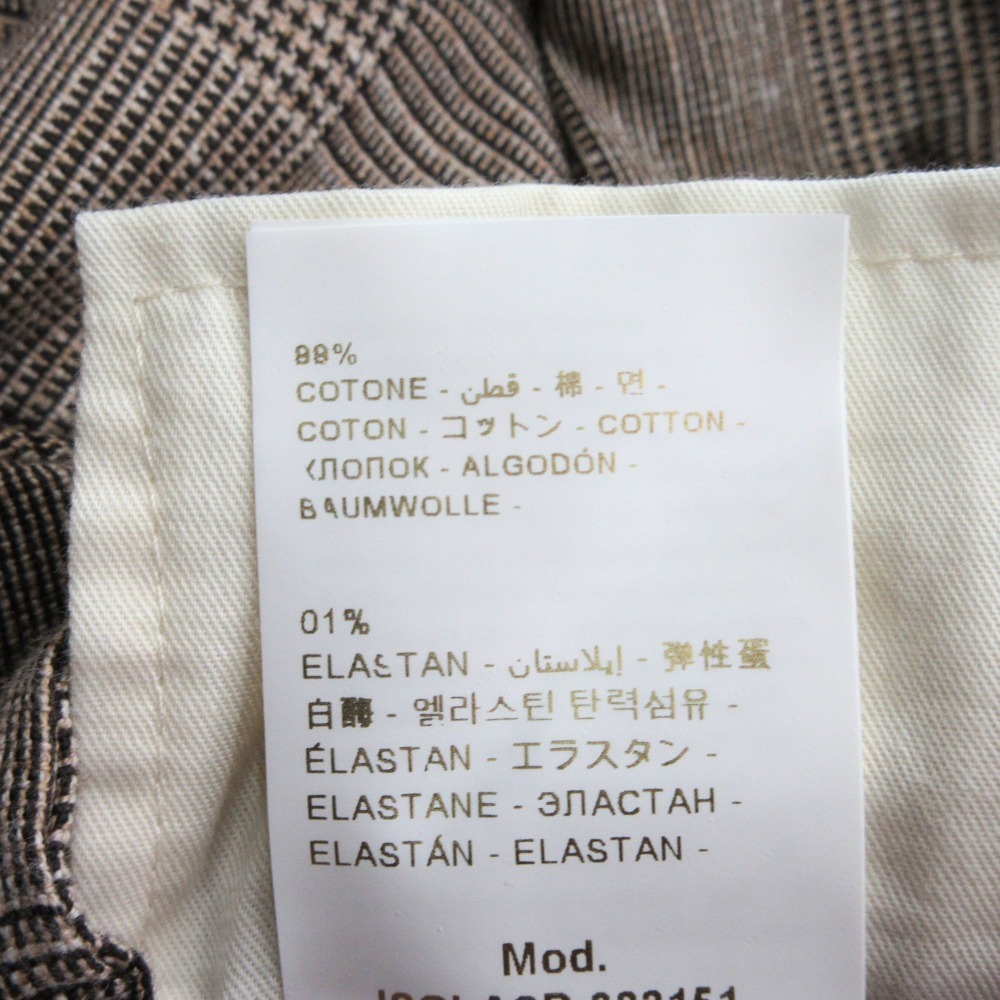 99%
COTONE - قطن - 棉 - 면 -
COTON - コットン - COTTON -
ХЛОПОК - ALGODÓN -
BAUMWOLLE -
01%
ELASTAN - إيلاستان - 弹性蛋
白酶 - 엘라스틴 탄력섬유 -
ÉLASTAN - エラスタン -
ELASTANE - ЭЛАСТАН -
ELASTÁN - ELASTAN -
Mod.